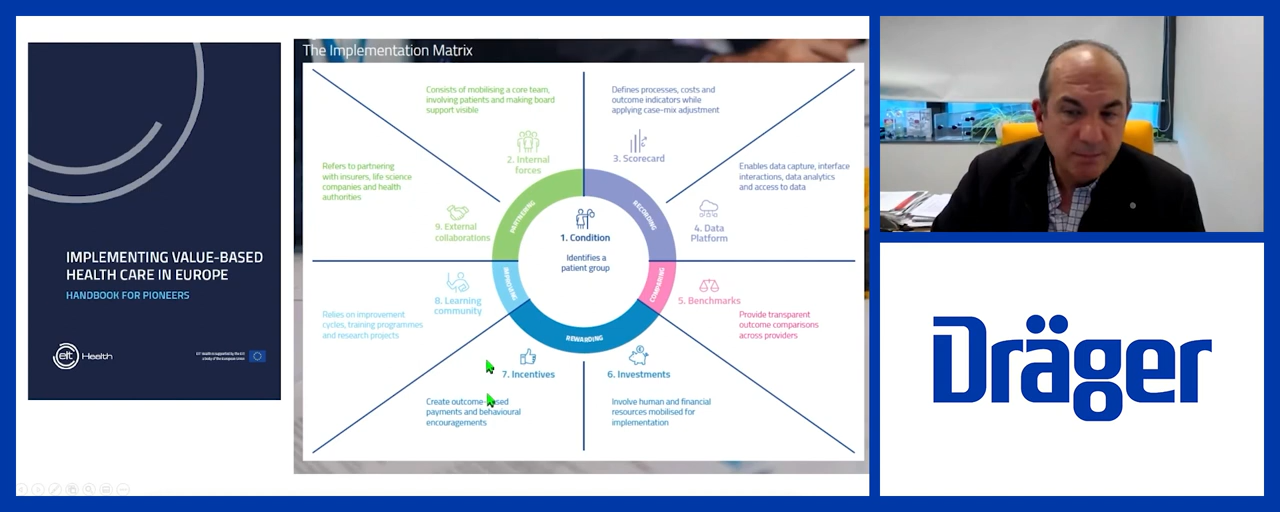 IMPLEMENTING VALUE-BASED
HEALTH CARE IN EUROPE
HANDBOOK FOR PIONEERS
eit Health
The Implementation Matrix
Consists of mobilising a core team,
involving patients and making board
support visible
2. Internal
forces
Defines processes, costs and
outcome indicators while
applying case-mix adjustment
3. Scorecard
Refers to partnering
with insurers, life science
companies and health
authorities
9. External
collaborations
Enables data capture, interface
interactions, data analytics
and access to data
4. Data
Platform
PARTNERING
RECORDING
COMPARING
REWARDING
IMPROVING
1. Condition
Identifies a
patient group
8. Learning
community
Relies on improvement
cycles, training programmes
and research projects
5. Benchmarks
Provide transparent
outcome comparisons
across providers
7. Incentives
Create outcome-based
payments and behavioural
encouragements
6. Investments
Involve human and financial
resources mobilised for
implementation
Dräger